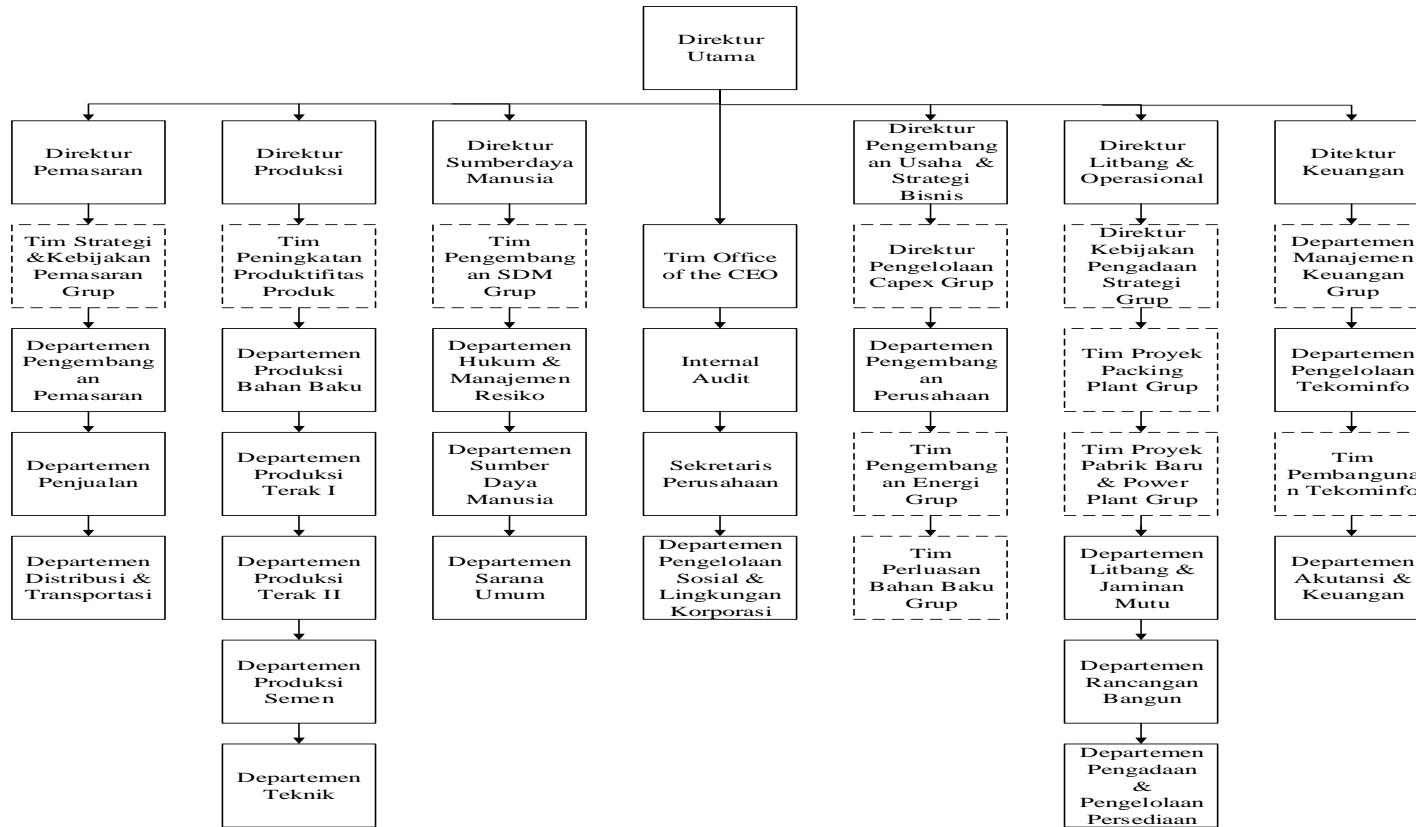 Direktur
Utama
Direktur
Pemasaran
Direktur
Produksi
Direktur
Sumberdaya
Manusia
Direktur
Pengembang
an Usaha & 
Strategi
Bisnis
Direktur
Litbang &
Operasional
Ditektur
Keuangan
Tim Strategi
&Kebijakan
Pemasaran
Grup
Tim
Peningkatan
Produktifitas
Produk
Tim
Pengembang
an SDM
Grup
Tim Office
of the CEO
Direktur
Pengelolaan
Capex Grup
Direktur
Kebijakan
Pengadaan
Strategi
Grup
Departemen
Manajemen
Keuangan
Grup
Departemen
Pengembang
an
Pemasaran
Departemen
Produksi
Bahan Baku
Departemen
Hukum &
Manajemen
Resiko
Internal
Audit
Departemen
Pengembang
an
Perusahaan
Tim Proyek
Packing
Plant Grup
Departemen
Pengelolaan
Tekominfo
Departemen
Penjualan
Departemen
Produksi
Terak I
Departemen
Sumber
Daya
Manusia
Sekretaris
Perusahaan
Tim
Pengembang
an Energi
Grup
Tim Proyek
Pabrik Baru
& Power
Plant Grup
Tim
Pembanguna
n Tekominfo
Departemen
Distribusi &
Transportasi
Departemen
Produksi
Terak II
Departemen
Sarana
Umum
Departemen
Pengelolaan
Sosial &
Lingkungan
Korporasi
Tim
Perluasan
Bahan Baku
Grup
Departemen
Litbang &
Jaminan
Mutu
Departemen
Akutansi &
Keuangan
Departemen
Produksi
Semen
Departemen
Rancangan
Bangun
Departemen
Teknik
Departemen
Pengadaan
&
Pengelolaan
Persediaan